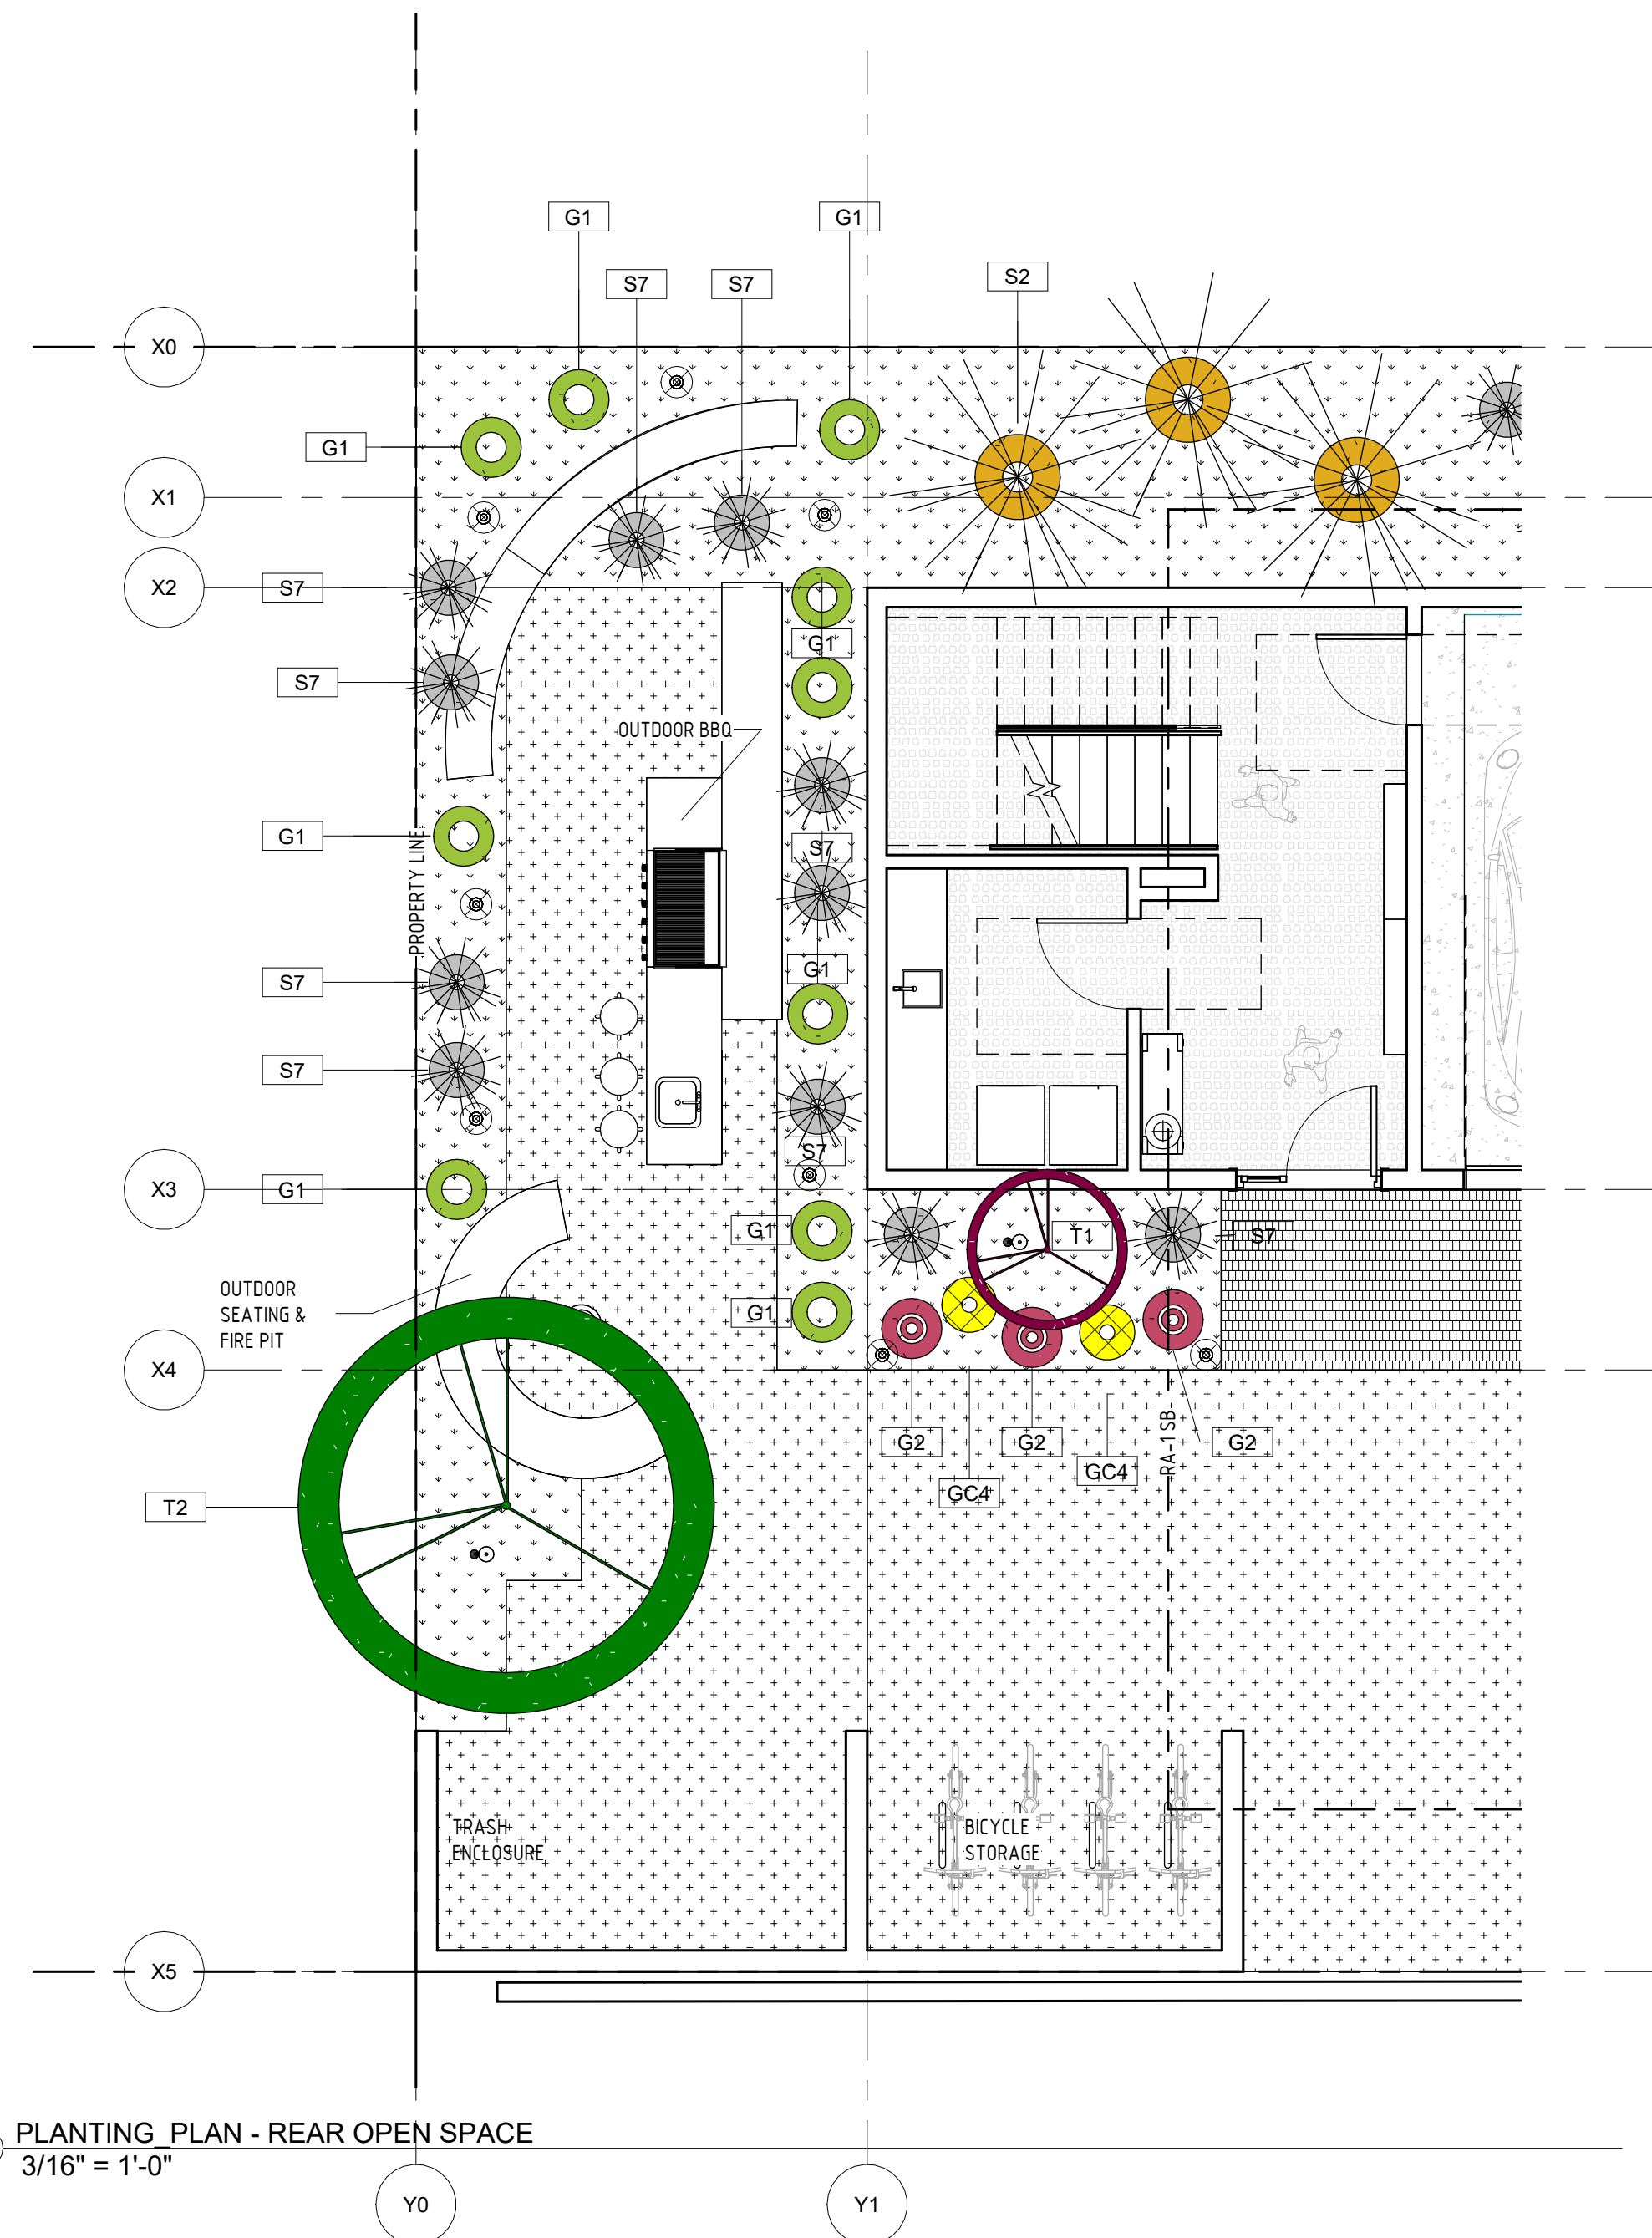 G1
G1
S7
S7
S2
X0
G1
X1
X2
S7
G1
S7
OUTDOOR BBQ
G1
PROPERTY LINE
S7
S7
G1
S7
S7
X3
G1
G1
T1
S7
OUTDOOR
SEATING &
FIRE PIT
G1
X4
RA-1 SB
G2
G2
G2
GC4
GC4
T2
TRASH
ENCLOSURE
BICYCLE
STORAGE
X5
PLANTING_PLAN - REAR OPEN SPACE
3/16" = 1'-0"
Y0
Y1